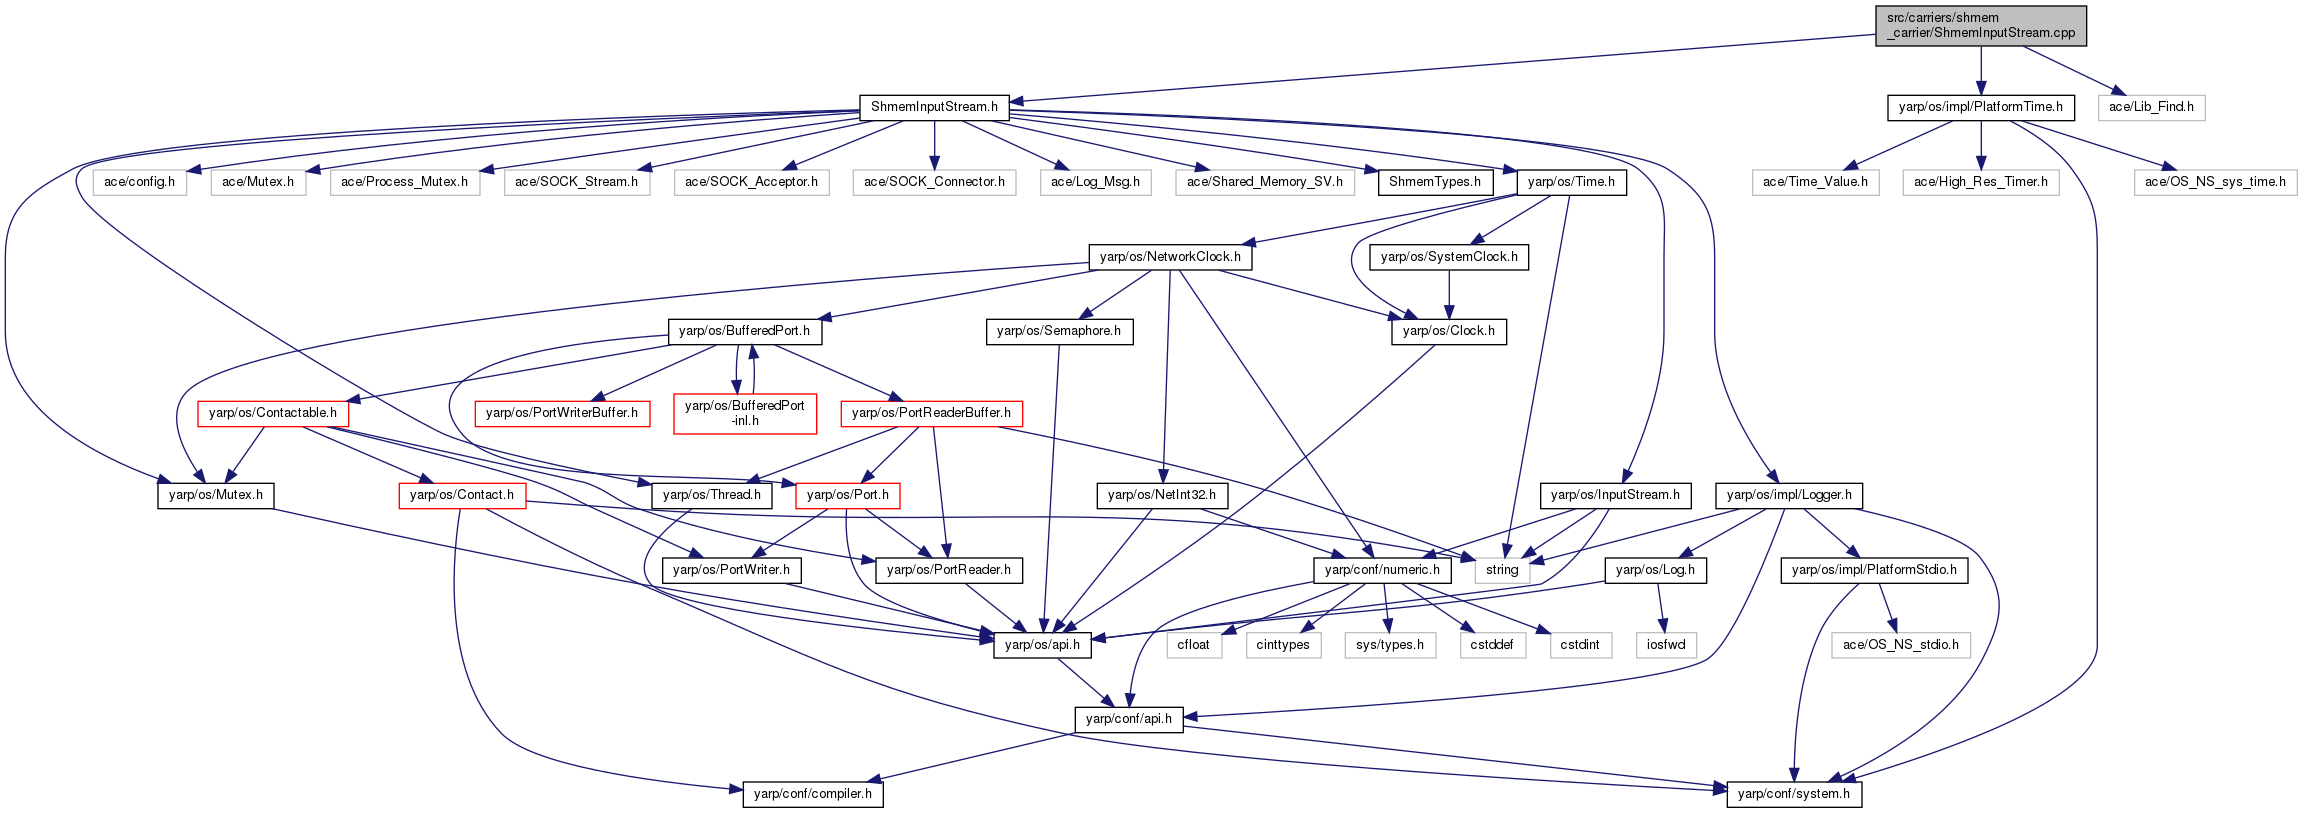 src/carriers/shmem
_carrier/ShmemInputStream.cpp
ShmemInputStream.h
yarp/os/impl/PlatformTime.h
ace/Lib_Find.h
ace/config.h
ace/Mutex.h
ace/Process_Mutex.h
ace/SOCK_Stream.h
ace/SOCK_Acceptor.h
ace/SOCK_Connector.h
ace/Log_Msg.h
ace/Shared_Memory_SV.h
ShmemTypes.h
yarp/os/Time.h
ace/Time_Value.h
ace/High_Res_Timer.h
ace/OS_NS_sys_time.h
yarp/os/NetworkClock.h
yarp/os/SystemClock.h
yarp/os/BufferedPort.h
yarp/os/Semaphore.h
yarp/os/Clock.h
yarp/os/Contactable.h
yarp/os/PortWriterBuffer.h
yarp/os/BufferedPort
-inl.h
yarp/os/PortReaderBuffer.h
yarp/os/Mutex.h
yarp/os/Contact.h
yarp/os/Thread.h
yarp/os/Port.h
yarp/os/NetInt32.h
yarp/os/InputStream.h
yarp/os/impl/Logger.h
yarp/os/PortWriter.h
yarp/os/PortReader.h
yarp/conf/numeric.h
string
yarp/os/Log.h
yarp/os/impl/PlatformStdio.h
yarp/os/api.h
cfloat
cinttypes
sys/types.h
cstddef
cstdint
iosfwd
ace/OS_NS_stdio.h
yarp/conf/api.h
yarp/conf/compiler.h
yarp/conf/system.h